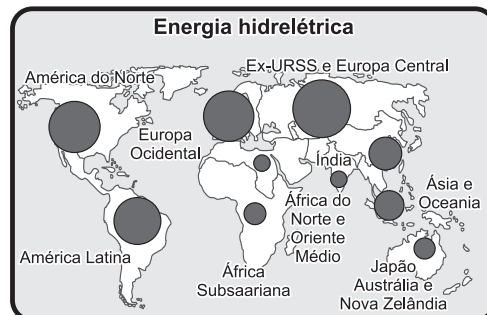 Energia hidrelétrica
América do Norte
Ex-URSS e Europa Central
Europa
Ocidental
Índia
África do
Norte e
Oriente
Médio
Ásia e
Oceania
América Latina
África
Subsaariana
Japão
Austrália e
Nova Zelândia